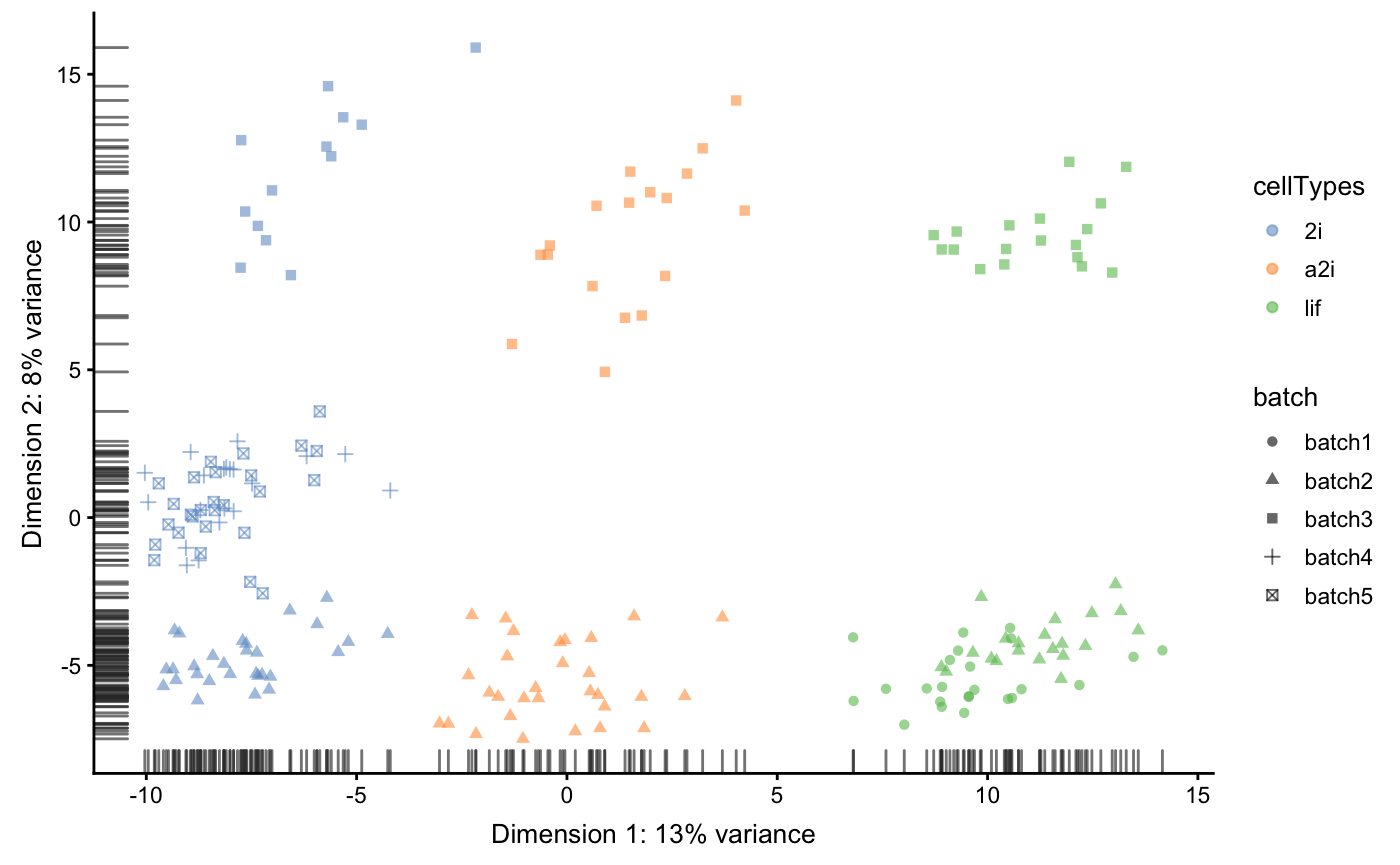 Dimension 2: 8% variance
15
10
5
0
-5
-10
-5
0
5
10
15
Dimension 1: 13% variance
cellTypes
2i
a2i
lif
batch
batch1
batch2
batch3
batch4
batch5